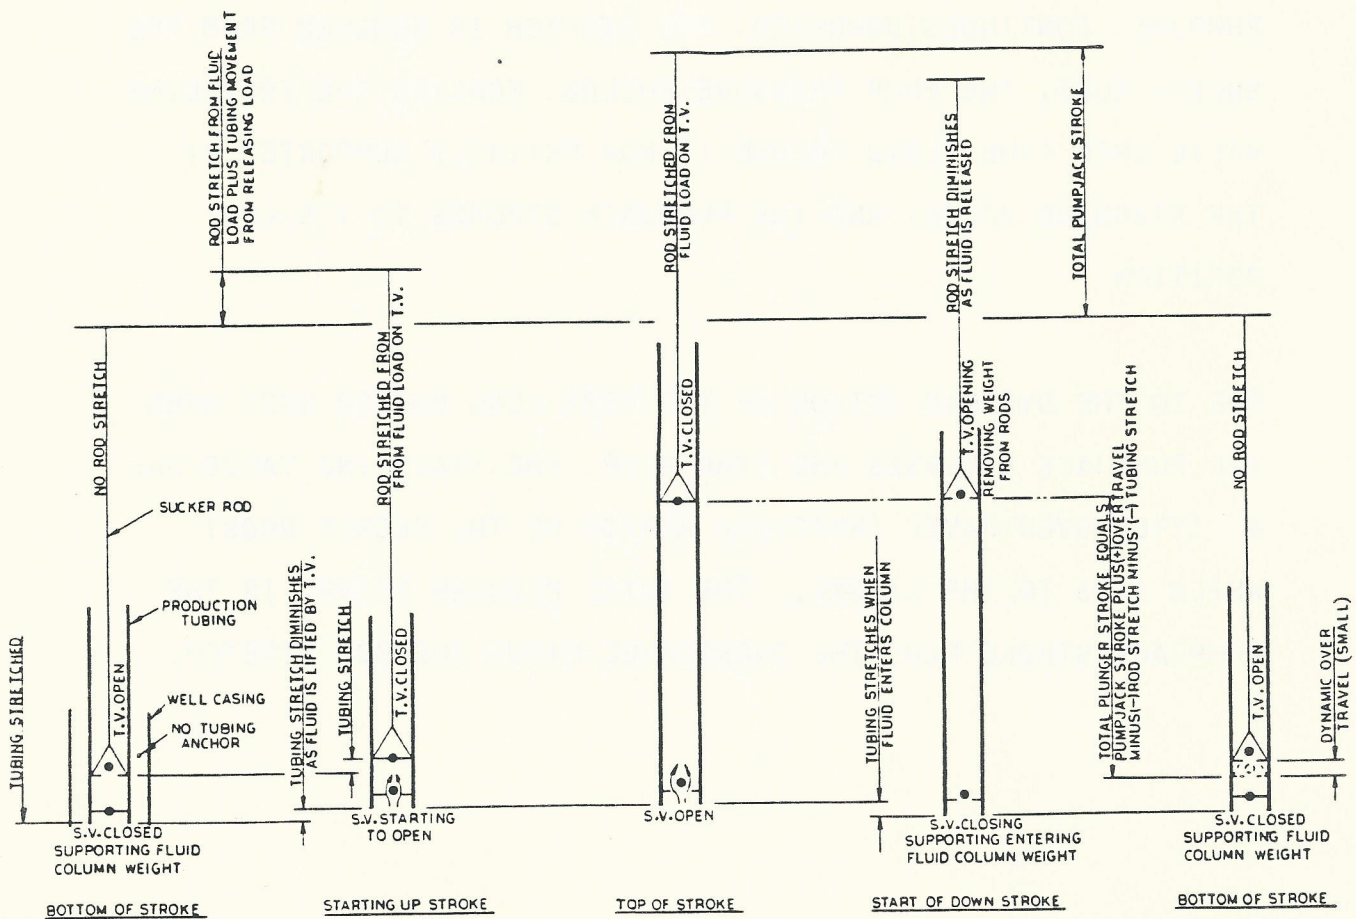 ROD STRETCH FROM FLUID
LOAD PLUS TUBING MOVEMENT
FROM RELEASING LOAD
NO ROD STRETCH
SUCKER ROD
PRODUCTION
TUBING
T.V. OPEN
WELL CASING
NO TUBING
ANCHOR
TUBING STRETCHED
S.V. CLOSED
SUPPORTING FLUID
COLUMN WEIGHT
BOTTOM OF STROKE
ROD STRETCHED FROM
FROM FLUID LOAD ON T.V.
TUBING STRETCH DIMINISHES
AS FLUID IS LIFTED BY T.V.
TUBING STRETCH
T.V. CLOSED
S.V. STARTING
TO OPEN
STARTING UP STROKE
ROD STRETCHED FROM
FLUID LOAD ON T.V.
T.V. CLOSED
S.V. OPEN
TOP OF STROKE
TUBING STRETCHES WHEN
FLUID ENTERS COLUMN
ROD STRETCH DIMINISHES
AS FLUID IS RELEASED
T.V. OPENING
REMOVING WEIGHT
FROM RODS
S.V. CLOSING
SUPPORTING ENTERING
FLUID COLUMN WEIGHT
START OF DOWN STROKE
TOTAL PUMPJACK STROKE
TOTAL PLUNGER STROKE EQUALS
PUMPJACK STROKE PLUS(+)OVER TRAVEL
MINUS(-)ROD STRETCH MINUS'(-) TUBING STRETCH
NO ROD STRETCH
T.V. OPEN
DYNAMIC OVER
TRAVEL (SMALL)
S.V. CLOSED
SUPPORTING FLUID
COLUMN WEIGHT
BOTTOM OF STROKE